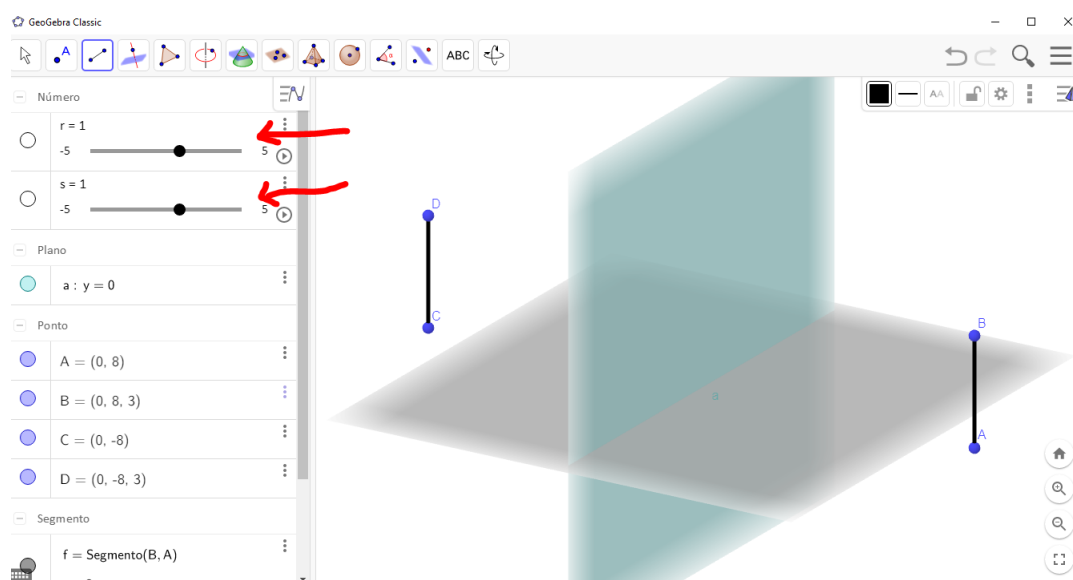 GeoGebra Classic
A
ABC
AA
Número
r = 1
-5
5
s = 1
-5
5
Plano
a : y = 0
Ponto
A = (0, 8)
B = (0, 8, 3)
C = (0, -8)
D = (0, -8, 3)
Segmento
f = Segmento(B, A)
D
C
B
A
a